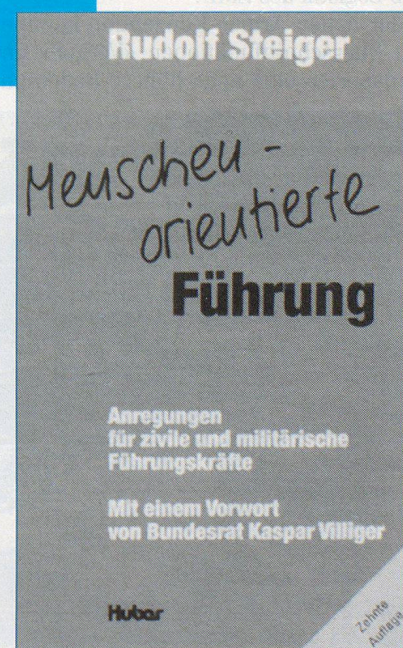 Rudolf Steiger
Menschen-
orientierte
Führung
Anregungen
für zivile und militärische
Führungskräfte
Mit einem Vorwort
von Bundesrat Kaspar Villiger
Huber
Zehnte
Auflage